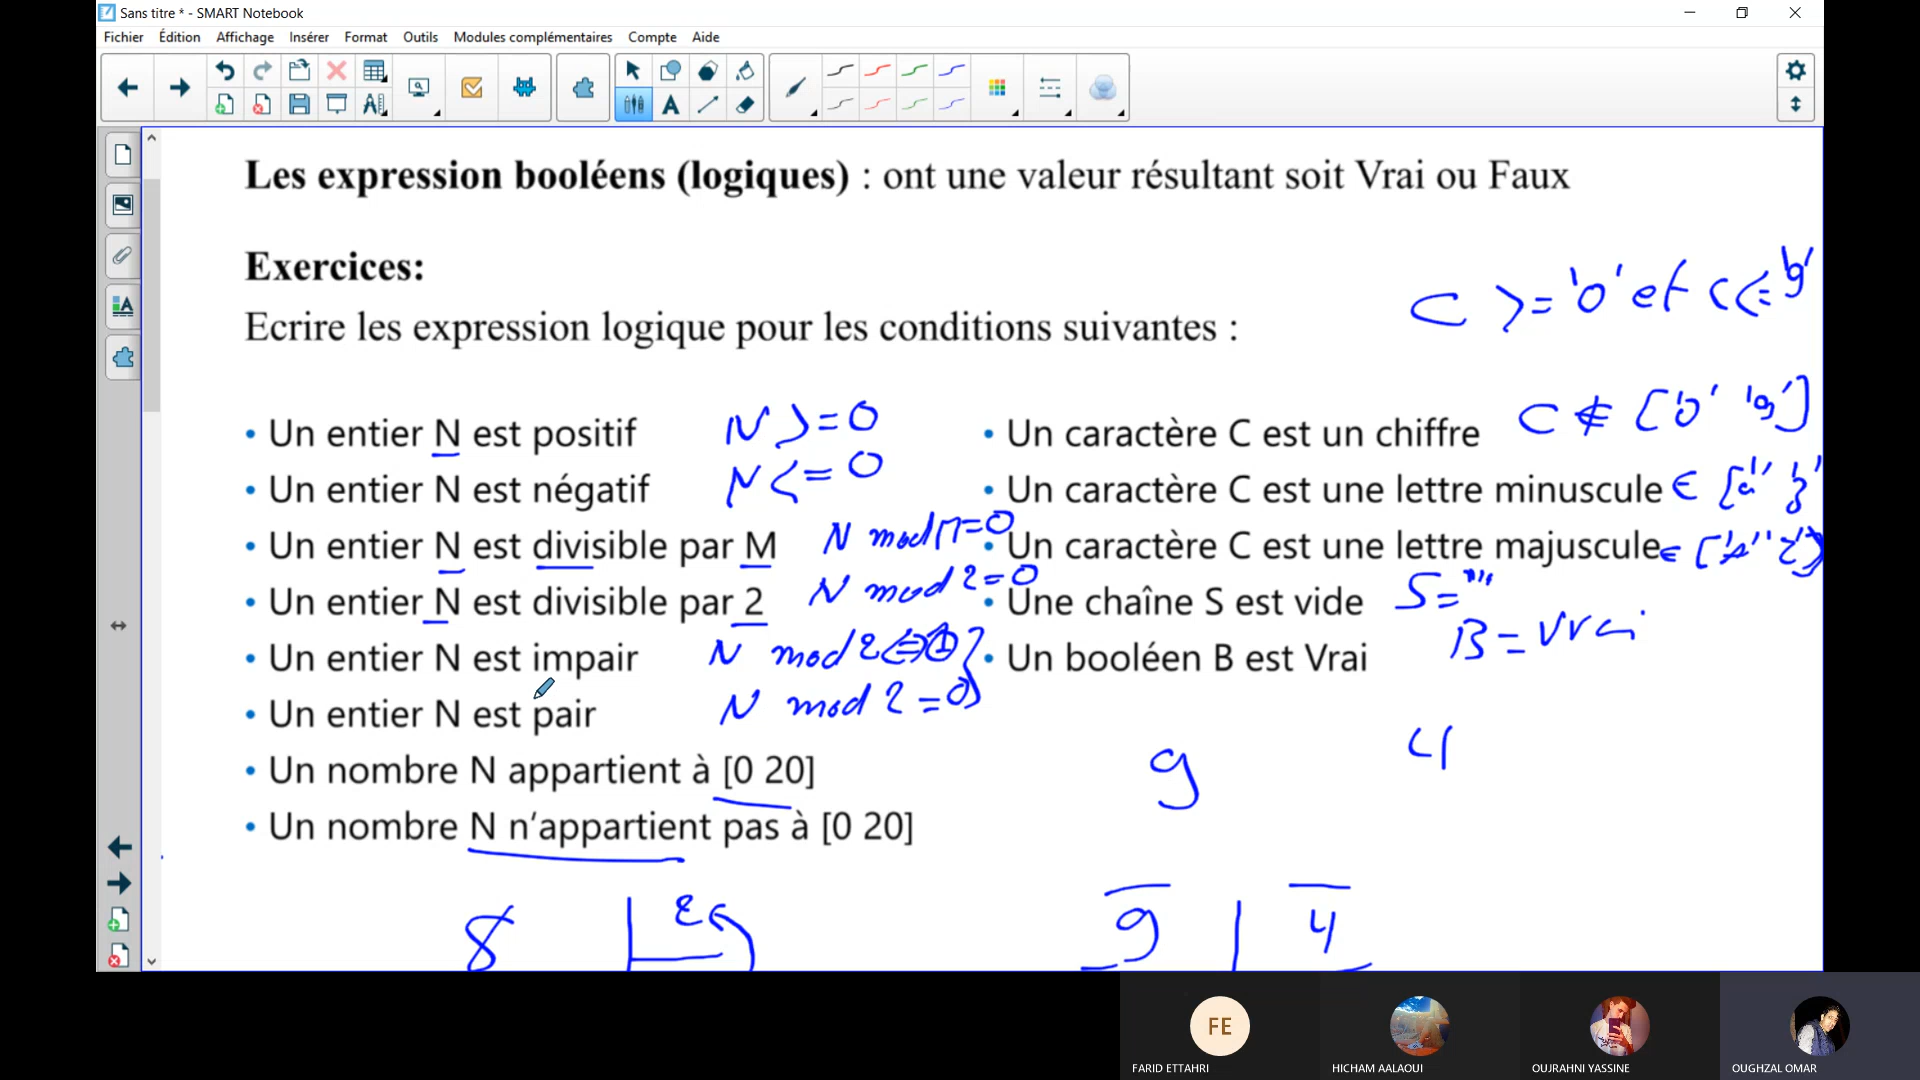 Sans titre * - SMART Notebook
Fichier Édition Affichage Insérer Format Outils Modules complémentaires Compte Aide
Les expression booléens (logiques) : ont une valeur résultant soit Vrai ou Faux
Exercices:
C >= '0' et C <= '9'
Ecrire les expression logique pour les conditions suivantes :
• Un entier N est positif N >= 0
• Un entier N est négatif N <= 0
• Un entier N est divisible par M N mod M = 0
• Un entier N est divisible par 2 N mod 2 = 0
• Un entier N est impair N mod 2
• Un entier N est pair N mod 2 = 0
• Un nombre N appartient à [0 20]
• Un nombre N n’appartient pas à [0 20]
• Un caractère C est un chiffre C ∉ ['0' '9']
• Un caractère C est une lettre minuscule ∈ ['a' 'z'
• Un caractère C est une lettre majuscule ∈ ['A' 'Z']
• Une chaîne S est vide S = ""
• Un booléen B est Vrai B = Vrai
9 4
8 2
9 4
FE
FARID ETTAHRI HICHAM AALAOUI OUJRAHNI YASSINE OUGHZAL OMAR